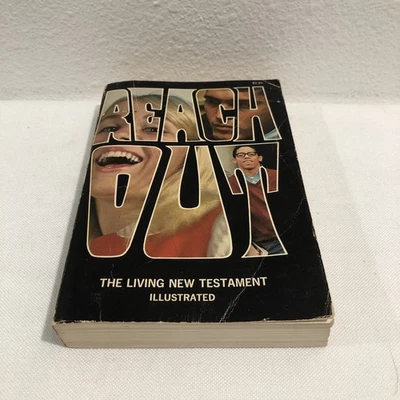 REACH
OUT
THE LIVING NEW TESTAMENT
ILLUSTRATED